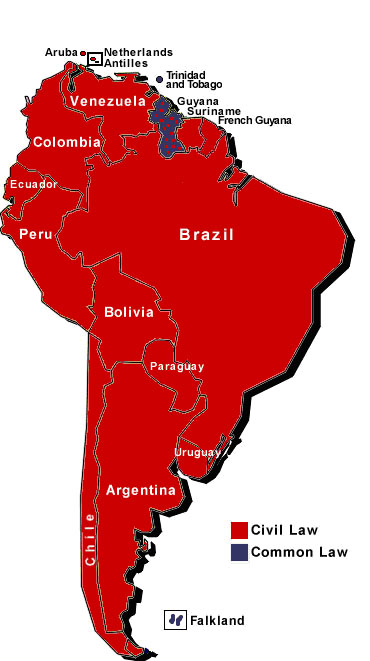 Aruba
Netherlands
Antilles
Trinidad
and Tobago
Venezuela
Guyana
Suriname
French Guyana
Colombia
Ecuador
Peru
Brazil
Bolivia
Paraguay
Uruguay
Argentina
Chile
Civil Law
Common Law
Falkland